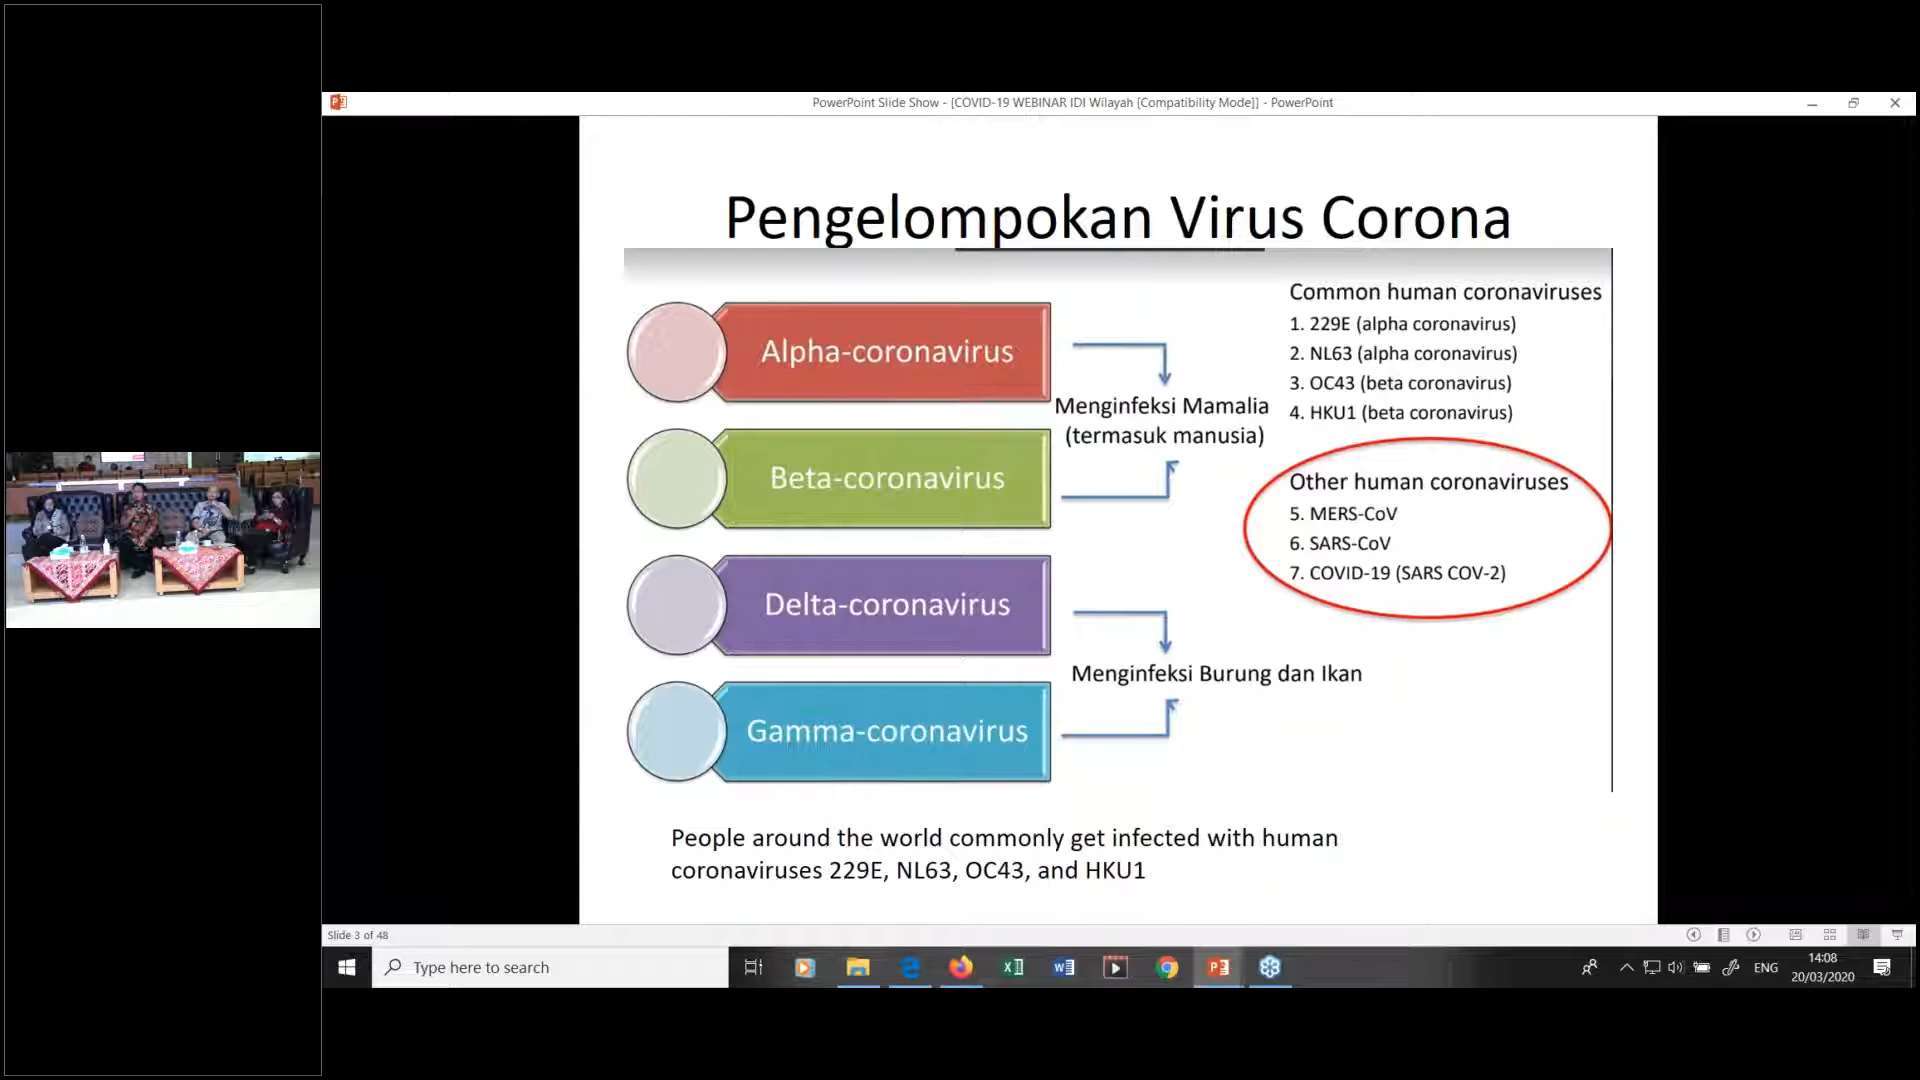 PowerPoint Slide Show - [COVID-19 WEBINAR IDI Wilayah [Compatibility Mode]] - PowerPoint
Pengelompokan Virus Corona
Alpha-coronavirus
Beta-coronavirus
Delta-coronavirus
Gamma-coronavirus
Menginfeksi Mamalia
(termasuk manusia)
Menginfeksi Burung dan Ikan
Common human coronaviruses
1. 229E (alpha coronavirus)
2. NL63 (alpha coronavirus)
3. OC43 (beta coronavirus)
4. HKU1 (beta coronavirus)
Other human coronaviruses
5. MERS-CoV
6. SARS-CoV
7. COVID-19 (SARS COV-2)
People around the world commonly get infected with human
coronaviruses 229E, NL63, OC43, and HKU1
Slide 3 of 48
Type here to search
ENG
14:08
20/03/2020